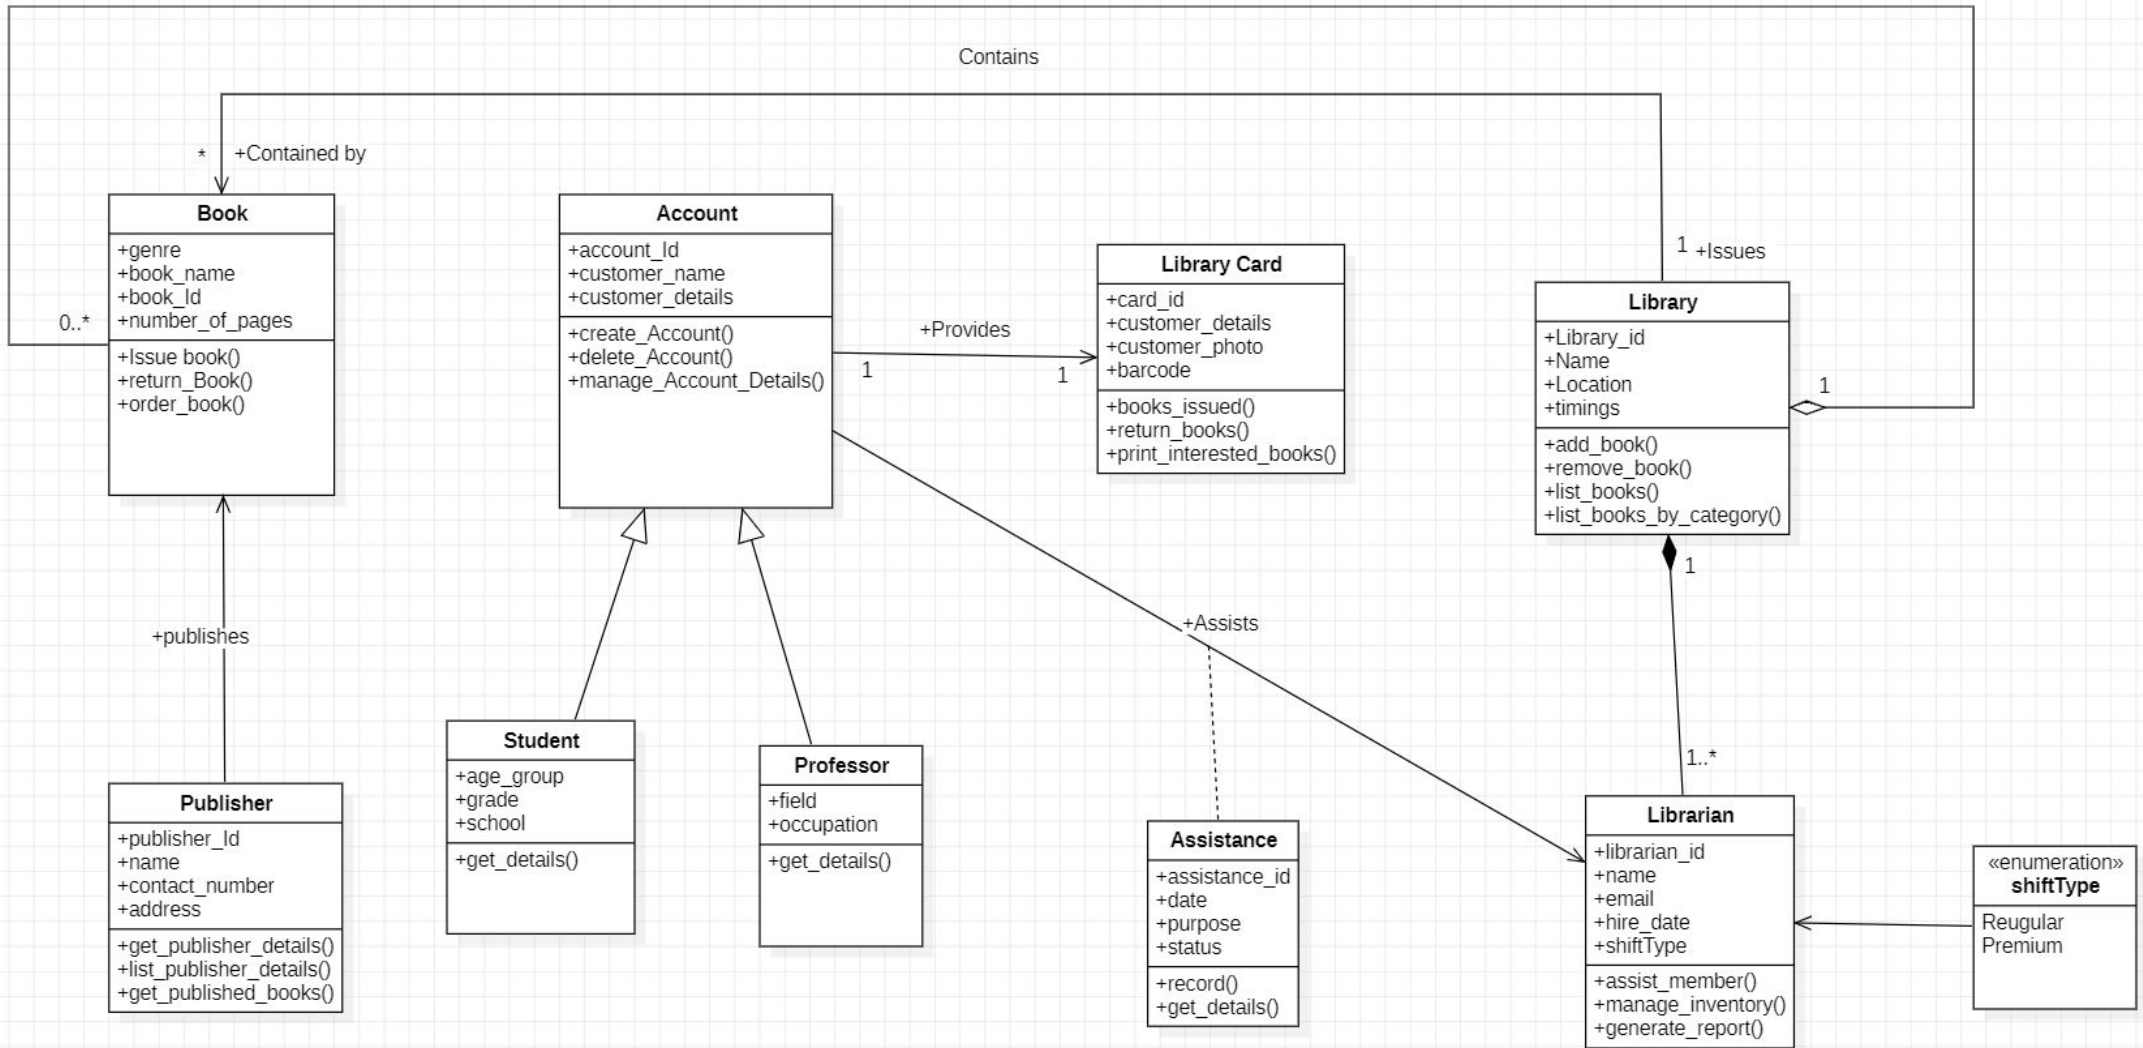 Contains
*
+Contained by
Book
+genre
+book_name
+book_Id
+number_of_pages
+Issue book()
+return_Book()
+order_book()
0..*
Account
+account_Id
+customer_name
+customer_details
+create_Account()
+delete_Account()
+manage_Account_Details()
+Provides
1
1
Library Card
+card_id
+customer_details
+customer_photo
+barcode
+books_issued()
+return_books()
+print_interested_books()
1
+Issues
Library
+Library_id
+Name
+Location
+timings
+add_book()
+remove_book()
+list_books()
+list_books_by_category()
1
1
+publishes
+Assists
1..*
Publisher
+publisher_Id
+name
+contact_number
+address
+get_publisher_details()
+list_publisher_details()
+get_published_books()
Student
+age_group
+grade
+school
+get_details()
Professor
+field
+occupation
+get_details()
Assistance
+assistance_id
+date
+purpose
+status
+record()
+get_details()
Librarian
+librarian_id
+name
+email
+hire_date
+shiftType
+assist_member()
+manage_inventory()
+generate_report()
«enumeration»
shiftType
Reugular
Premium